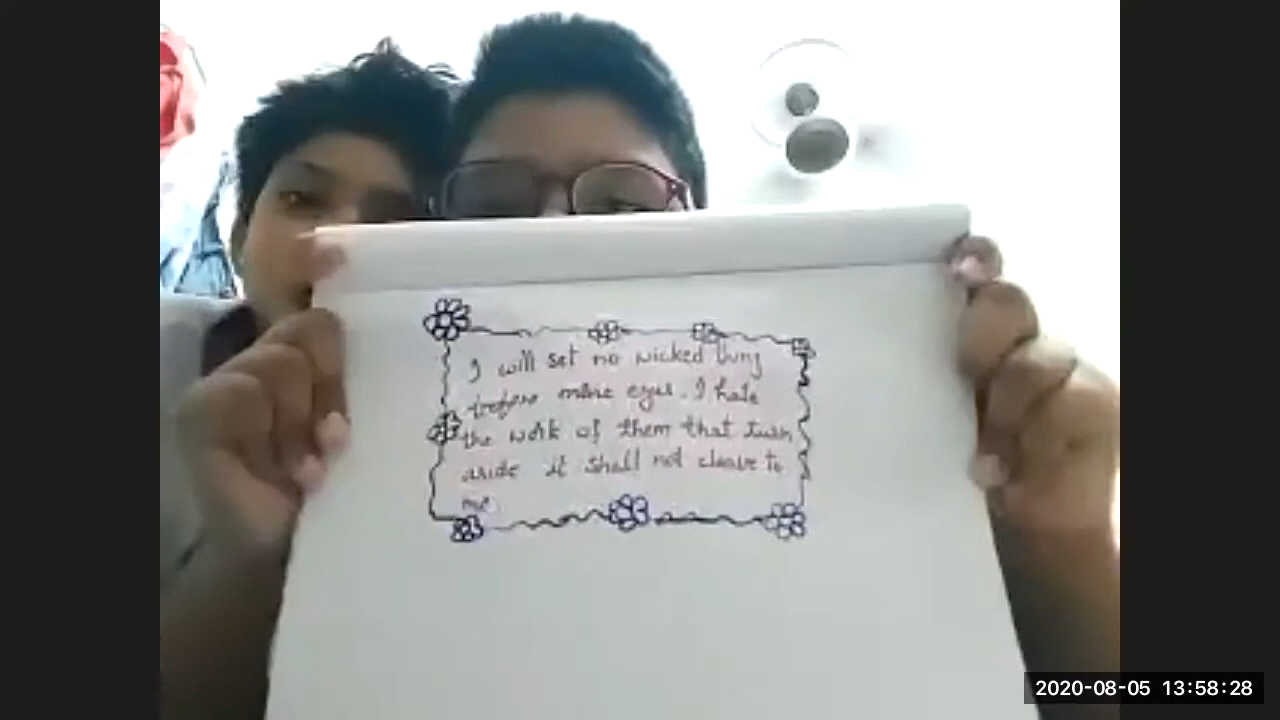 I will set no wicked thing
before mine eyes. I hate
the work of them that turn
aside it shall not cleave to
me.
2020-08-05 13:58:28